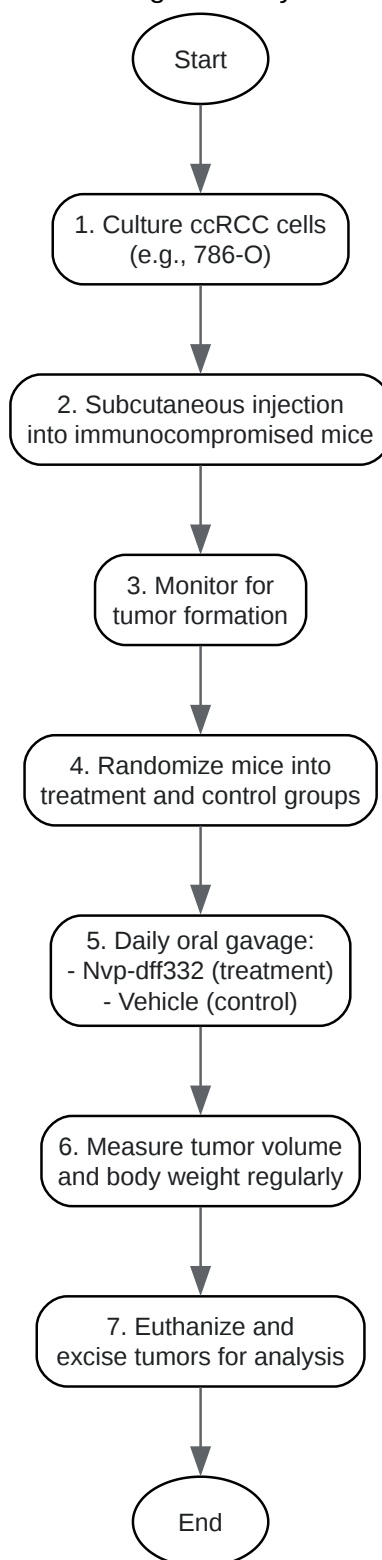 Start
1. Culture ccRCC cells
(e.g., 786-O)
2. Subcutaneous injection
into immunocompromised mice
3. Monitor for
tumor formation
4. Randomize mice into
treatment and control groups
5. Daily oral gavage:
- Nvp-dff332 (treatment)
- Vehicle (control)
6. Measure tumor volume
and body weight regularly
7. Euthanize and
excise tumors for analysis
End